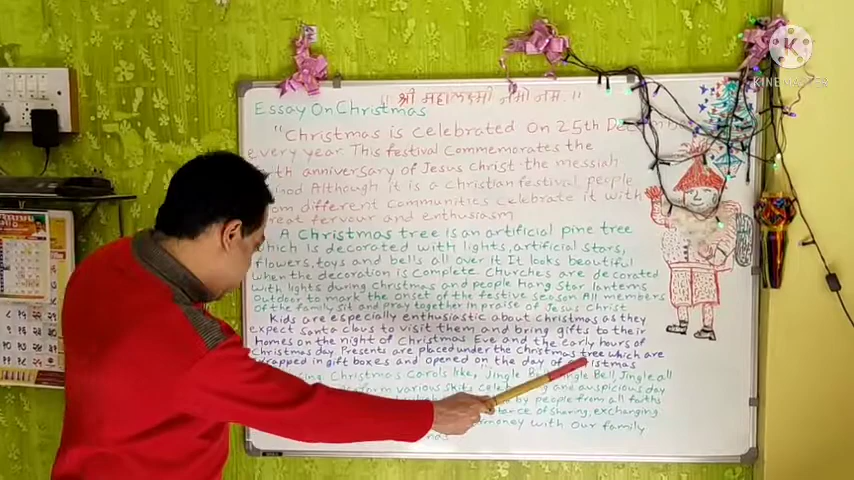 K
KINEMASTER
॥ श्री महालक्ष्मी नमो नमः ॥
Essay On Christmas
"Christmas is celebrated On 25th
every year. This festival Commemorates the
th anniversary of Jesus Christ the messiah
God Although it is a christian festival people
from different Communities Celebrate it with
great fervour and enthusiasm
A Christmas tree is an artificial pine tree
which is decorated with lights, artificial stars,
flowers, toys and bells all over it. It looks beautiful
when the decoration is complete. Churches are decorated
with lights during christmas. people Hang Star lanterns
outdoor to mark the onset of the festive season. All members
of the family sit and pray together in praise of Jesus Christ
Kids are especially enthusiastic about Christmas as they
expect santa claus to visit them and bring gifts to their
homes on the night of Christmas Eve and the early hours of
Christmas day. Presents are placed under the christmas tree which are
wrapped in gift boxes and opened on the day of
Christmas Carols like, Jingle Jingle Bell Jingle all
perform various skits and auspicious day
by people from all faiths
of sharing, exchanging
with our family